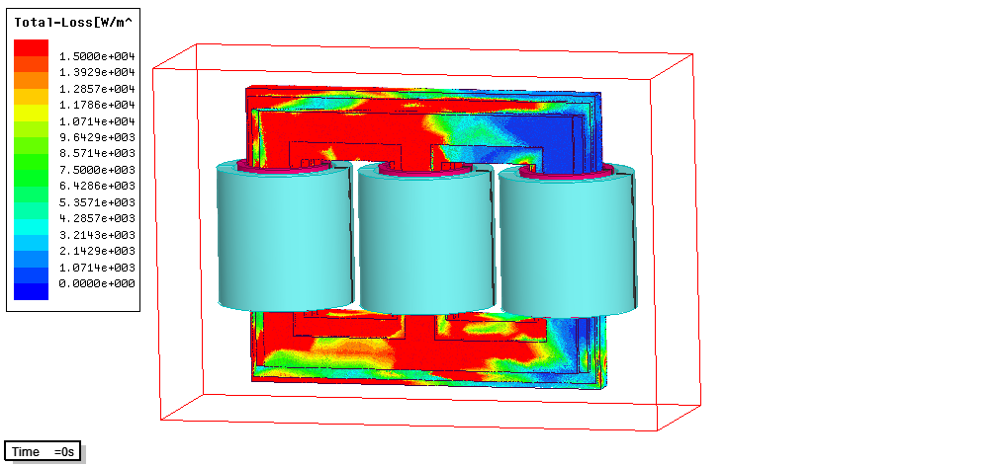 Total-Loss[W/m^
1.5000e+004
1.3929e+004
1.2857e+004
1.1786e+004
1.0714e+004
9.6429e+003
8.5714e+003
7.5000e+003
6.4286e+003
5.3571e+003
4.2857e+003
3.2143e+003
2.1429e+003
1.0714e+003
0.0000e+000
Time =0s